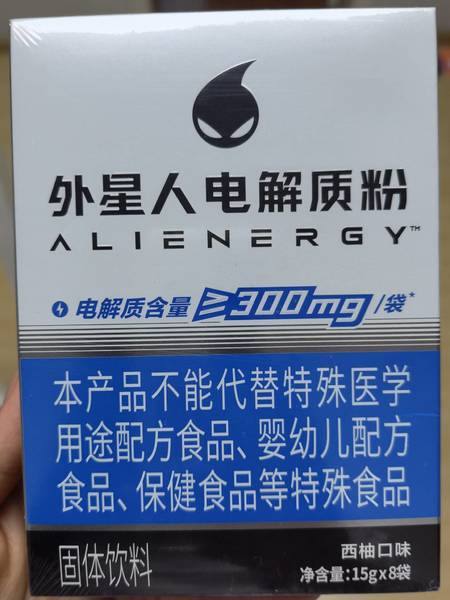 外星人电解质粉
ALIENERGY™
电解质含量≥300mg/袋*
本产品不能代替特殊医学
用途配方食品、婴幼儿配方
食品、保健食品等特殊食品
固体饮料
西柚口味
净含量:15g×8袋